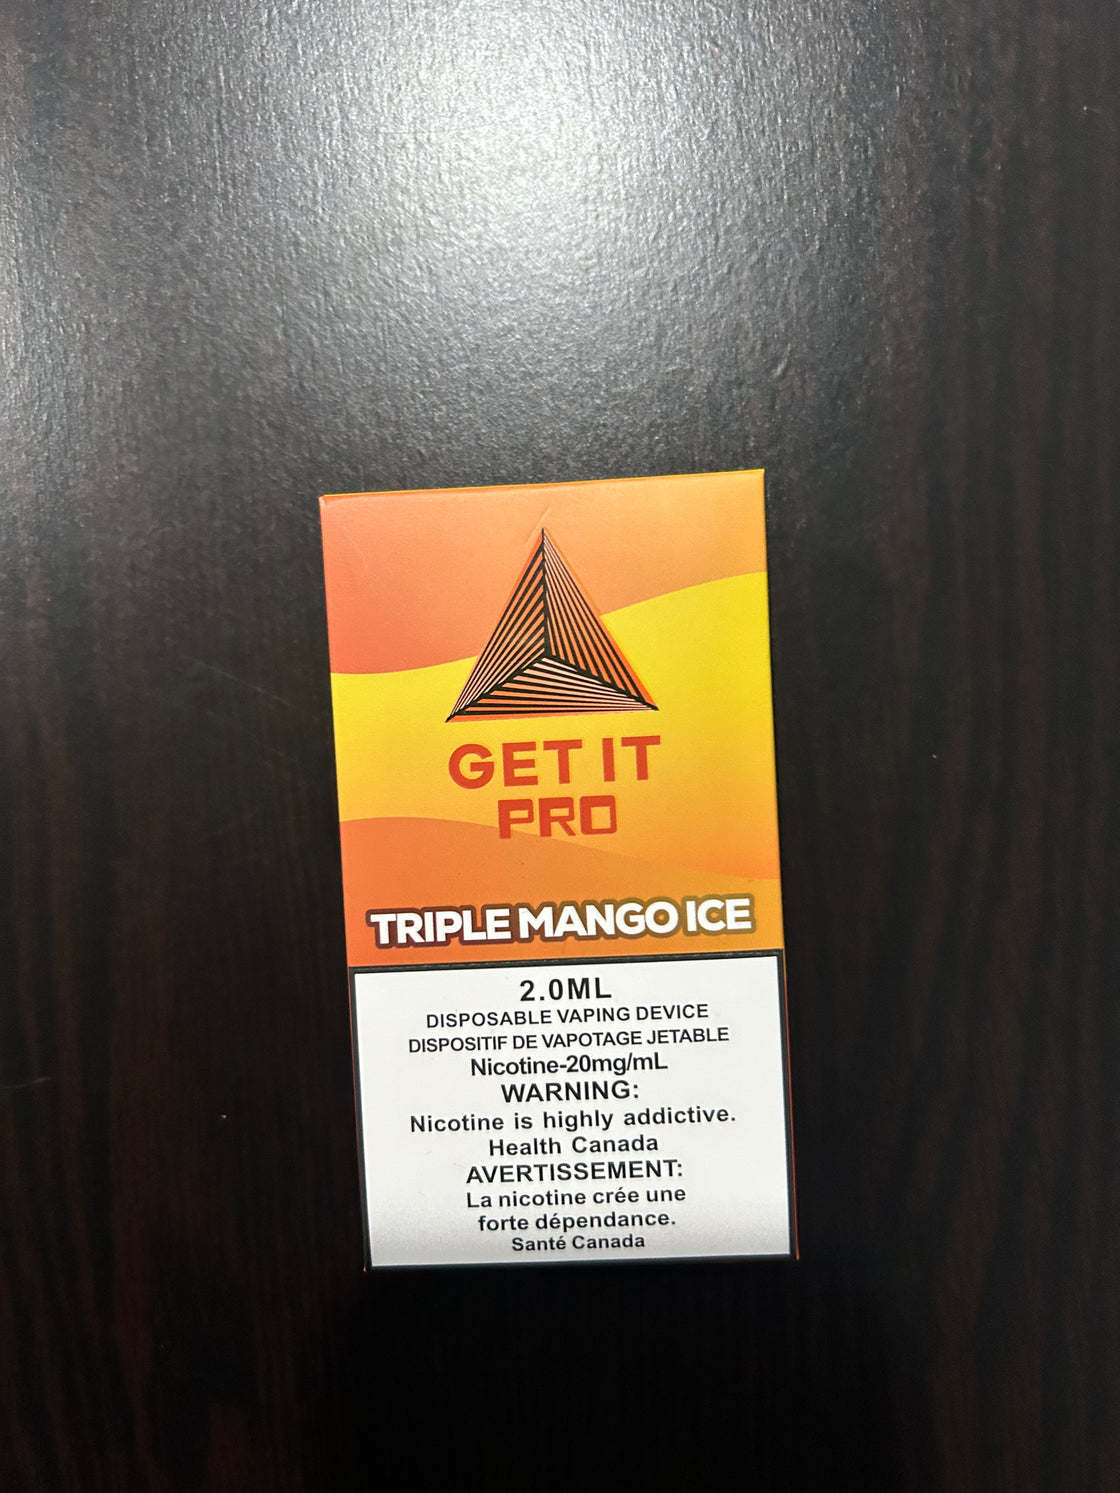 GET IT
PRO
TRIPLE MANGO ICE
2.0ML
DISPOSABLE VAPING DEVICE
DISPOSITIF DE VAPOTAGE JETABLE
Nicotine-20mg/mL
WARNING:
Nicotine is highly addictive.
Health Canada
AVERTISSEMENT:
La nicotine crée une
forte dépendance.
Santé Canada